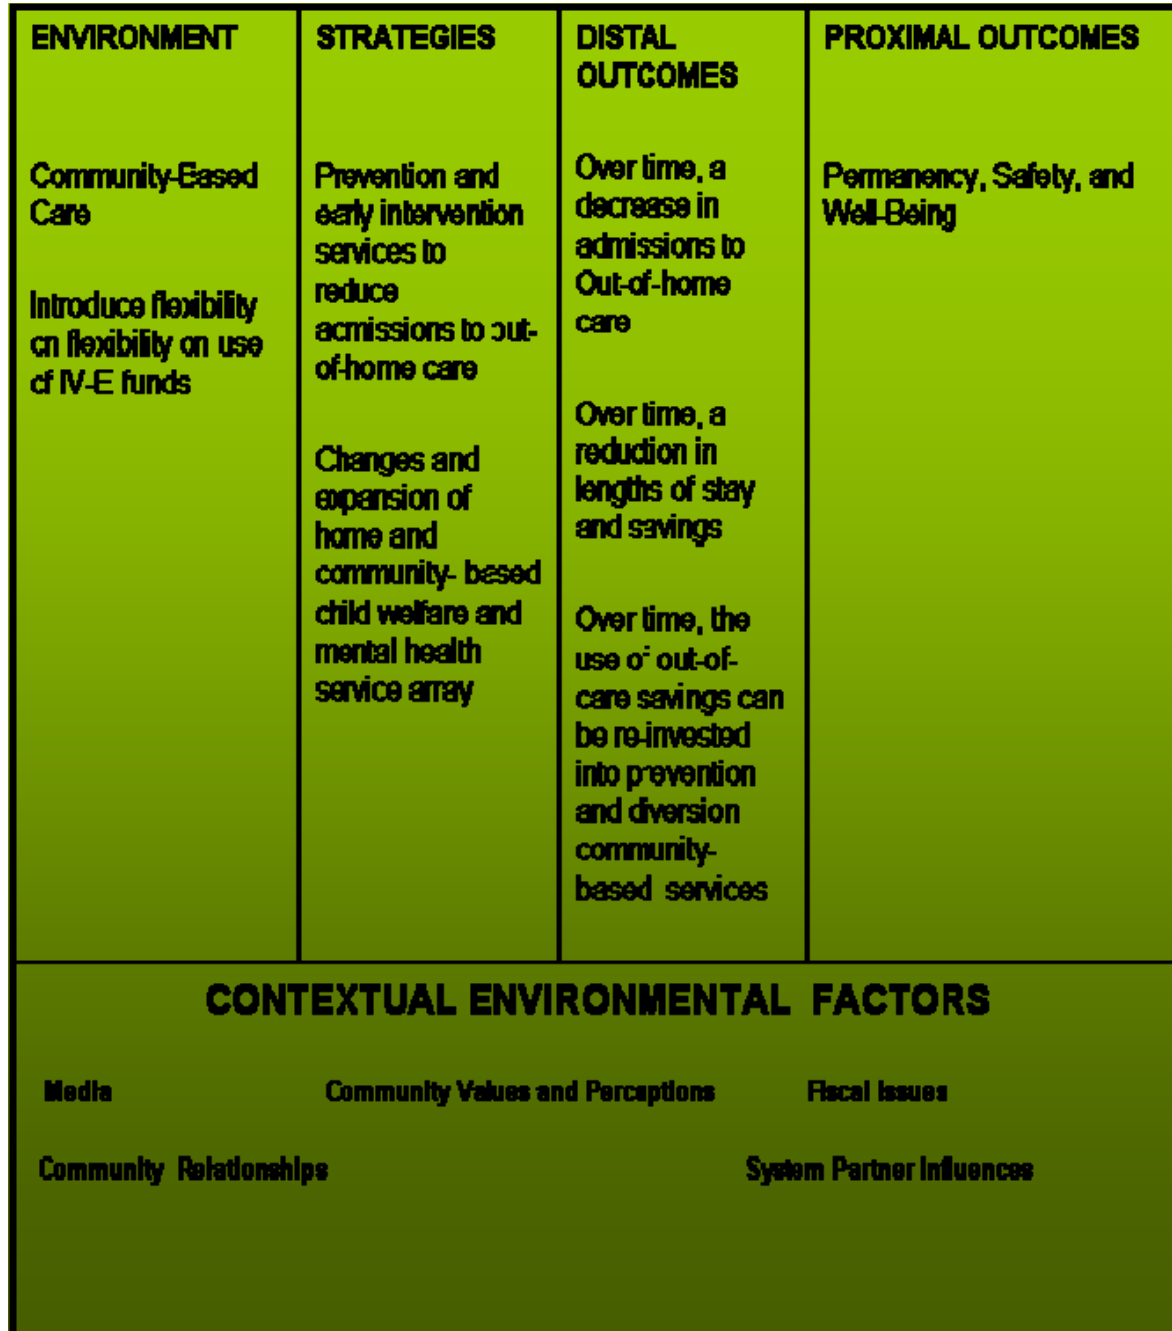 ENVIRONMENT
Community-Based
Care
Introduce flexibility
on flexibility on use
of IV-E funds
STRATEGIES
Prevention and
early intervention
services to
reduce
admissions to out-
of-home care
Changes and
expansion of
home and
community- based
child welfare and
mental health
service array
DISTAL
OUTCOMES
Over time, a
decrease in
admissions to
Out-of-home
care
Over time, a
reduction in
lengths of stay
and savings
Over time, the
use of out-of-
care savings can
be re-invested
into prevention
and diversion
community-
based services
PROXIMAL OUTCOMES
Permanency, Safety, and
Well-Being
CONTEXTUAL ENVIRONMENTAL FACTORS
Media Community Values and Perceptions Fiscal Issues
Community Relationships System Partner Influences